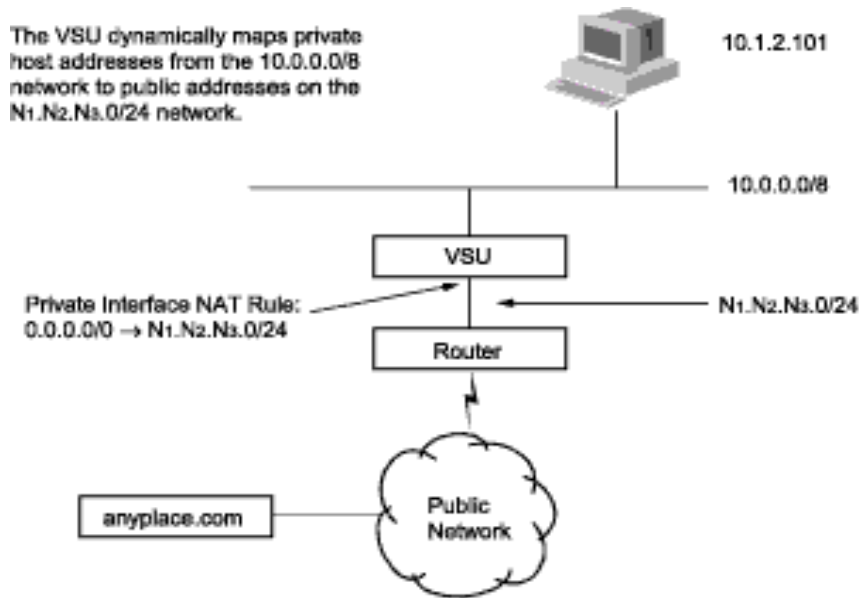 The VSU dynamically maps private
host addresses from the 10.0.0.0/8
network to public addresses on the
N1.N2.N3.0/24 network.
10.1.2.101
10.0.0.0/8
VSU
Private Interface NAT Rule:
0.0.0.0/0 → N1.N2.N3.0/24
N1.N2.N3.0/24
Router
Public
Network
anyplace.com